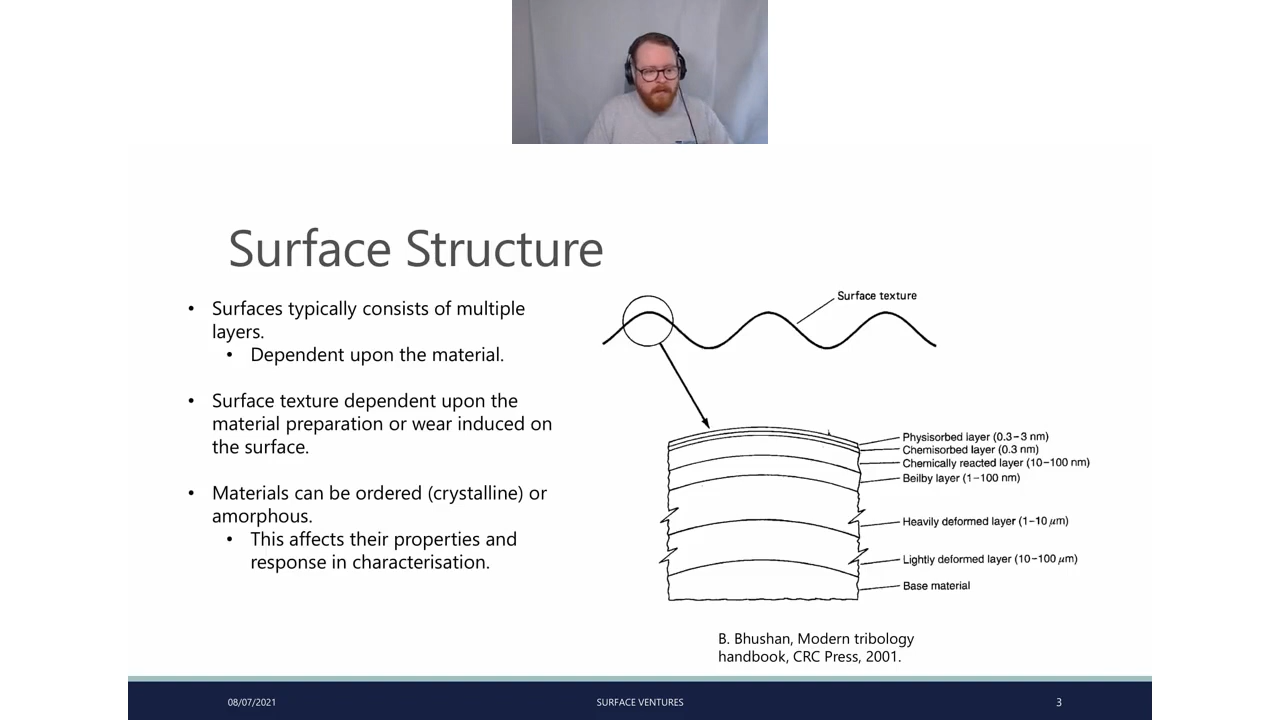 Surface Structure
• Surfaces typically consists of multiple
layers.
• Dependent upon the material.
• Surface texture dependent upon the
material preparation or wear induced on
the surface.
• Materials can be ordered (crystalline) or
amorphous.
• This affects their properties and
response in characterisation.
Surface texture
Physisorbed layer (0.3–3 nm)
Chemisorbed layer (0.3 nm)
Chemically reacted layer (10–100 nm)
Beilby layer (1–100 nm)
Heavily deformed layer (1–10 μm)
Lightly deformed layer (10–100 μm)
Base material
B. Bhushan, Modern tribology
handbook, CRC Press, 2001.
08/07/2021
SURFACE VENTURES
3